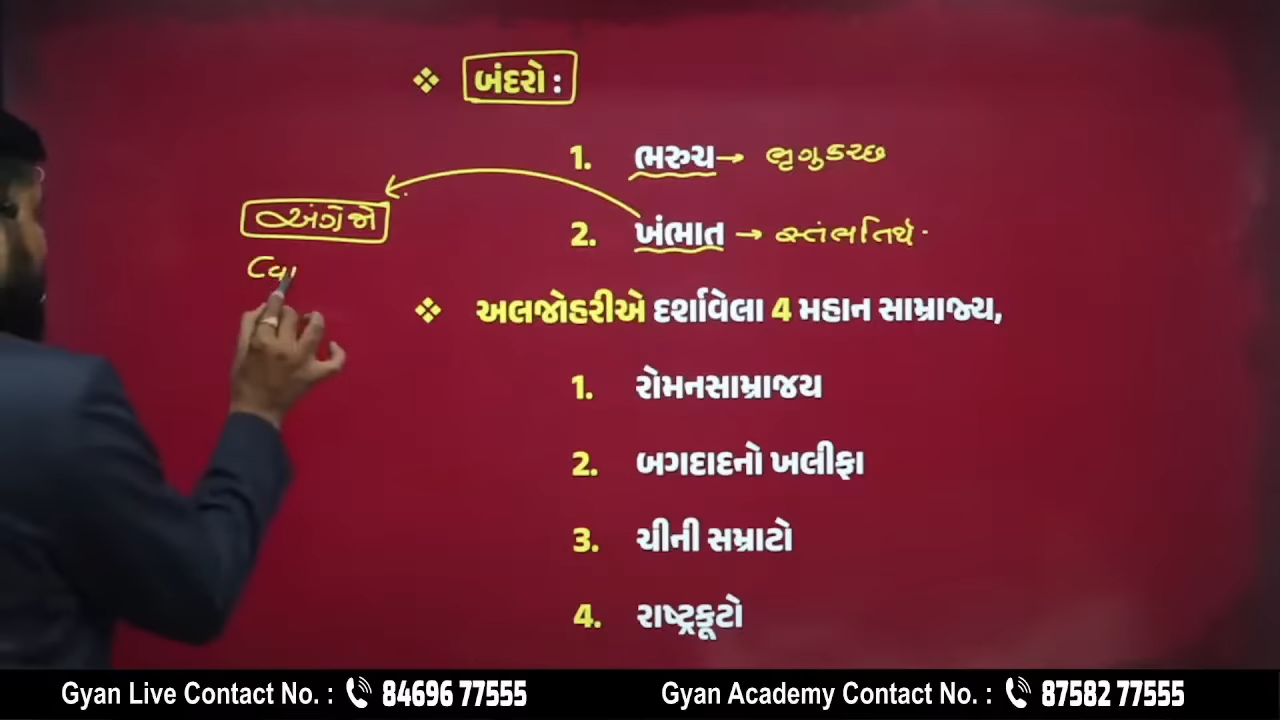 ❖ બંદરો :
1. ભરુચ → ભૃગુકચ્છ
અંગ્રેજો
2. ખંભાત → સ્તંભતિર્થ
❖ અલજોહરીએ દર્શાવેલા 4 મહાન સામ્રાજ્ય,
1. રોમનસામ્રાજય
2. બગદાદનો ખલીફા
3. ચીની સમ્રાટો
4. રાષ્ટ્રકૂટો
Gyan Live Contact No. : 84696 77555 Gyan Academy Contact No. : 87582 77555